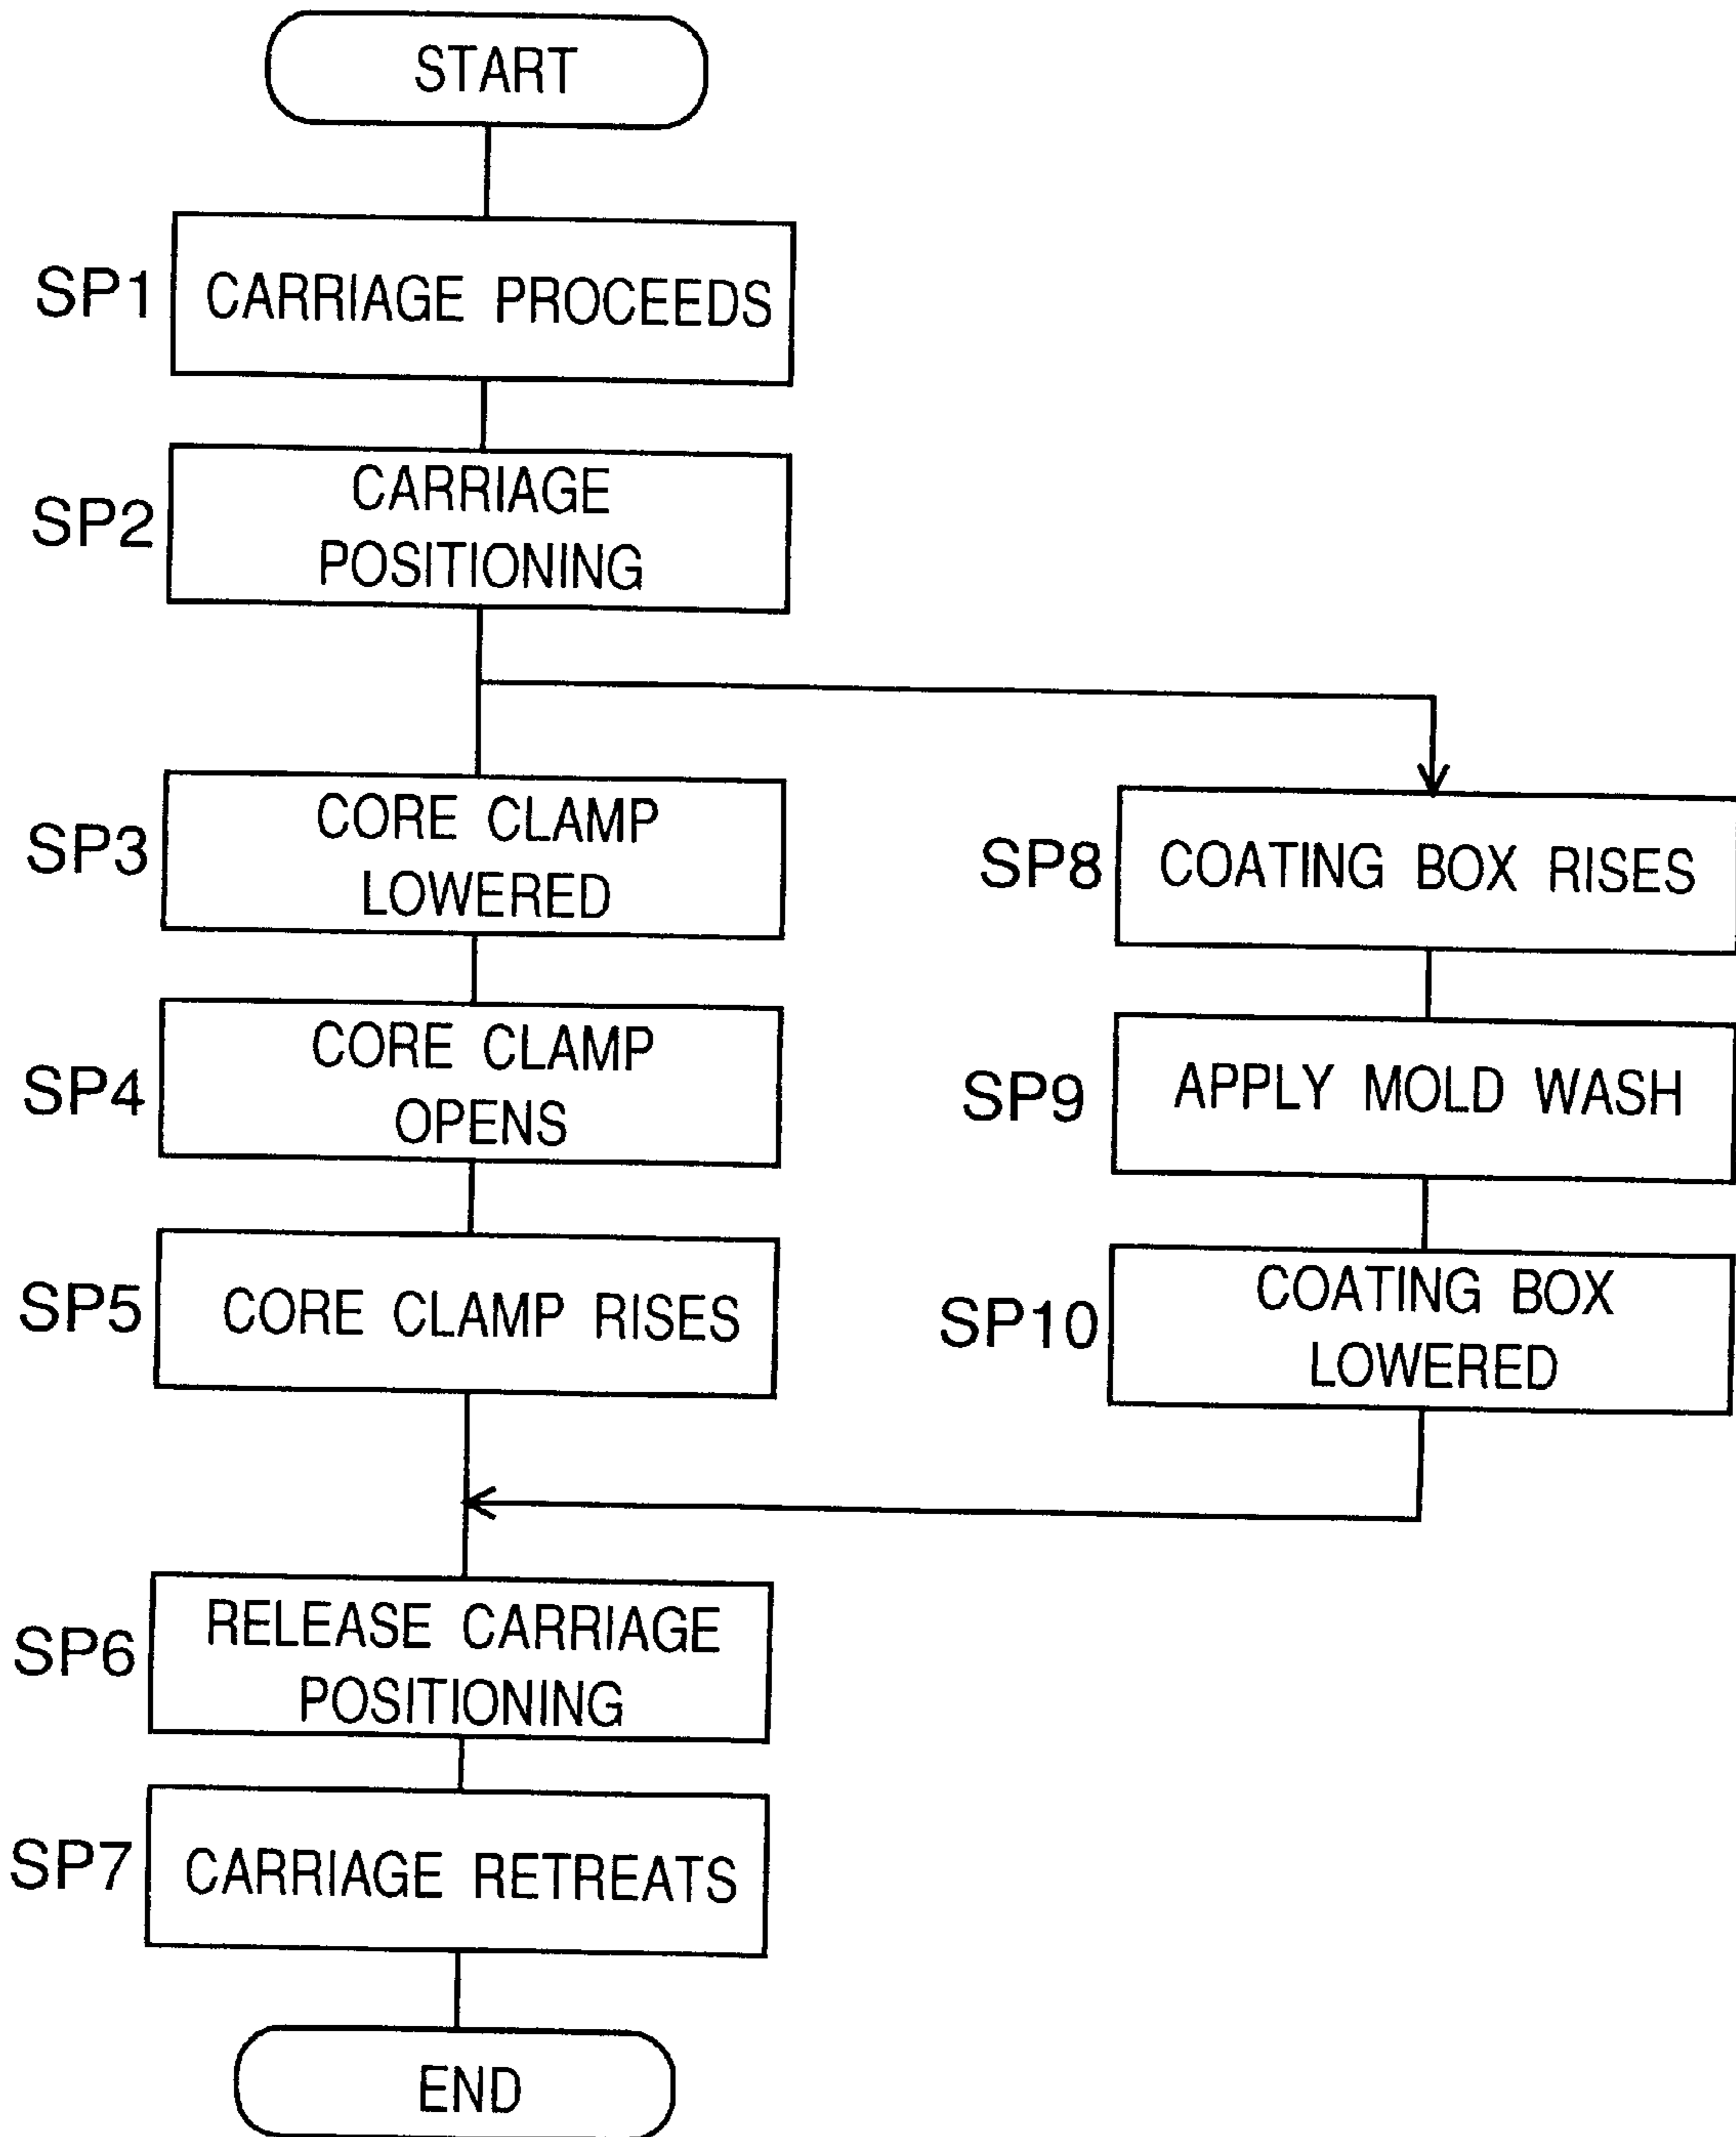 START
SP1
CARRIAGE PROCEEDS
SP2
CARRIAGE
POSITIONING
SP3
CORE CLAMP
LOWERED
SP4
CORE CLAMP
OPENS
SP5
CORE CLAMP RISES
SP8
COATING BOX RISES
SP9
APPLY MOLD WASH
SP10
COATING BOX
LOWERED
SP6
RELEASE CARRIAGE
POSITIONING
SP7
CARRIAGE RETREATS
END